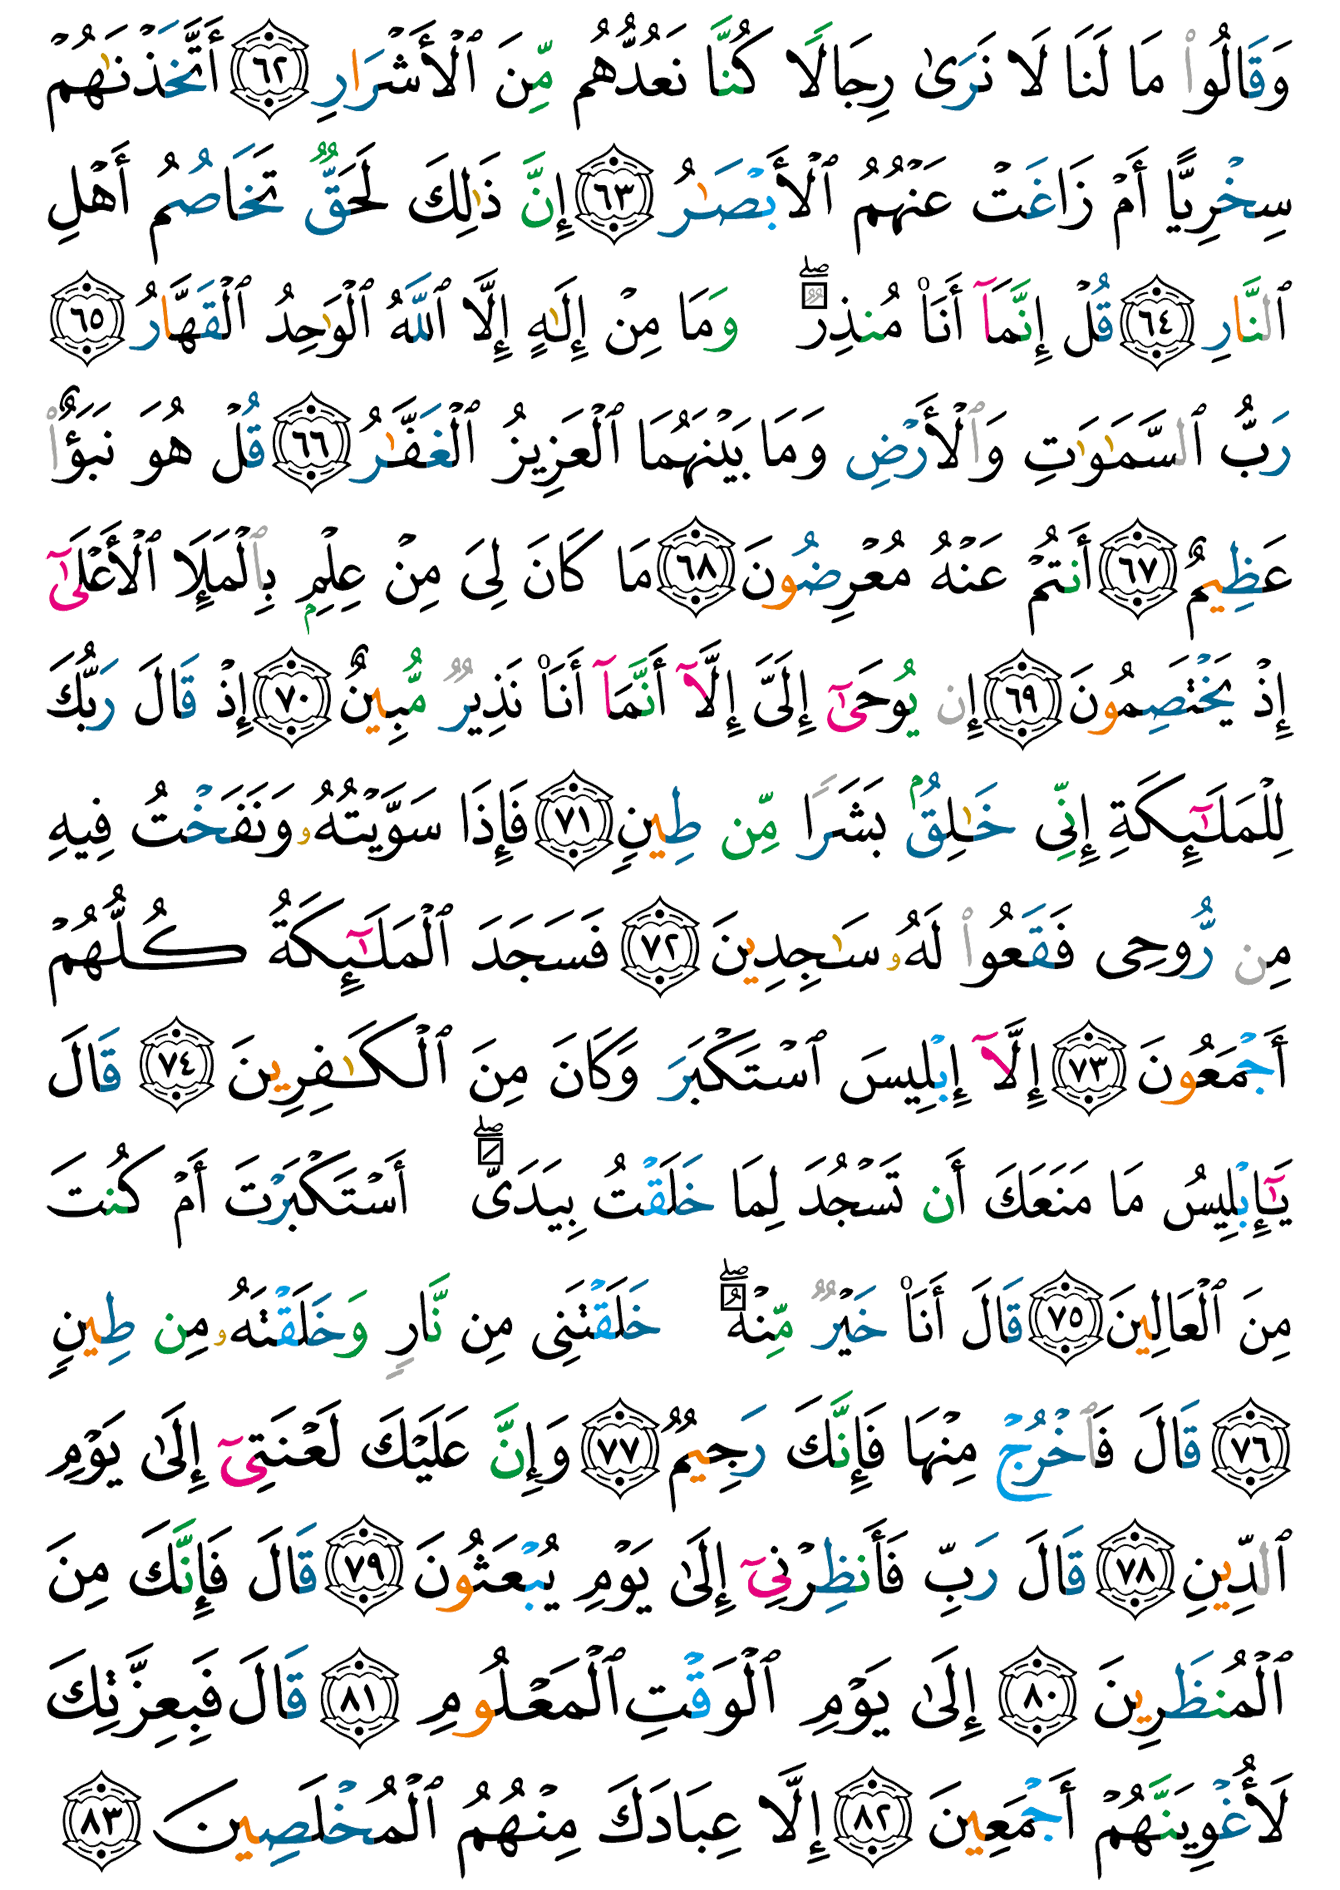 وَقَالُوا۟ مَا لَنَا لَا نَرَىٰ رِجَالًا كُنَّا نَعُدُّهُم مِّنَ ٱلْأَشْرَارِ ٦٢ أَتَّخَذْنَـٰهُمْ
سِخْرِيًّا أَمْ زَاغَتْ عَنْهُمُ ٱلْأَبْصَـٰرُ ٦٣ إِنَّ ذَٰلِكَ لَحَقٌّ تَخَاصُمُ أَهْلِ
ٱلنَّارِ ٦٤ قُلْ إِنَّمَآ أَنَا۠ مُنذِرٌ ۖ وَمَا مِنْ إِلَـٰهٍ إِلَّا ٱللَّهُ ٱلْوَٰحِدُ ٱلْقَهَّارُ ٦٥
رَبُّ ٱلسَّمَـٰوَٰتِ وَٱلْأَرْضِ وَمَا بَيْنَهُمَا ٱلْعَزِيزُ ٱلْغَفَّـٰرُ ٦٦ قُلْ هُوَ نَبَؤٌا۟
عَظِيمٌ ٦٧ أَنتُمْ عَنْهُ مُعْرِضُونَ ٦٨ مَا كَانَ لِىَ مِنْ عِلْمٍۭ بِٱلْمَلَإِ ٱلْأَعْلَىٰٓ
إِذْ يَخْتَصِمُونَ ٦٩ إِن يُوحَىٰٓ إِلَىَّ إِلَّآ أَنَّمَآ أَنَا۠ نَذِيرٌ مُّبِينٌ ٧٠ إِذْ قَالَ رَبُّكَ
لِلْمَلَـٰٓئِكَةِ إِنِّى خَـٰلِقٌۢ بَشَرًا مِّن طِينٍ ٧١ فَإِذَا سَوَّيْتُهُۥ وَنَفَخْتُ فِيهِ
مِن رُّوحِى فَقَعُوا۟ لَهُۥ سَـٰجِدِينَ ٧٢ فَسَجَدَ ٱلْمَلَـٰٓئِكَةُ كُلُّهُمْ
أَجْمَعُونَ ٧٣ إِلَّآ إِبْلِيسَ ٱسْتَكْبَرَ وَكَانَ مِنَ ٱلْكَـٰفِرِينَ ٧٤ قَالَ
يَـٰٓإِبْلِيسُ مَا مَنَعَكَ أَن تَسْجُدَ لِمَا خَلَقْتُ بِيَدَىَّ ۖ أَسْتَكْبَرْتَ أَمْ كُنتَ
مِنَ ٱلْعَالِينَ ٧٥ قَالَ أَنَا۠ خَيْرٌ مِّنْهُ ۖ خَلَقْتَنِى مِن نَّارٍ وَخَلَقْتَهُۥ مِن طِينٍ
٧٦ قَالَ فَٱخْرُجْ مِنْهَا فَإِنَّكَ رَجِيمٌ ٧٧ وَإِنَّ عَلَيْكَ لَعْنَتِىٓ إِلَىٰ يَوْمِ
ٱلدِّينِ ٧٨ قَالَ رَبِّ فَأَنظِرْنِىٓ إِلَىٰ يَوْمِ يُبْعَثُونَ ٧٩ قَالَ فَإِنَّكَ مِنَ
ٱلْمُنظَرِينَ ٨٠ إِلَىٰ يَوْمِ ٱلْوَقْتِ ٱلْمَعْلُومِ ٨١ قَالَ فَبِعِزَّتِكَ
لَأُغْوِيَنَّهُمْ أَجْمَعِينَ ٨٢ إِلَّا عِبَادَكَ مِنْهُمُ ٱلْمُخْلَصِينَ ٨٣